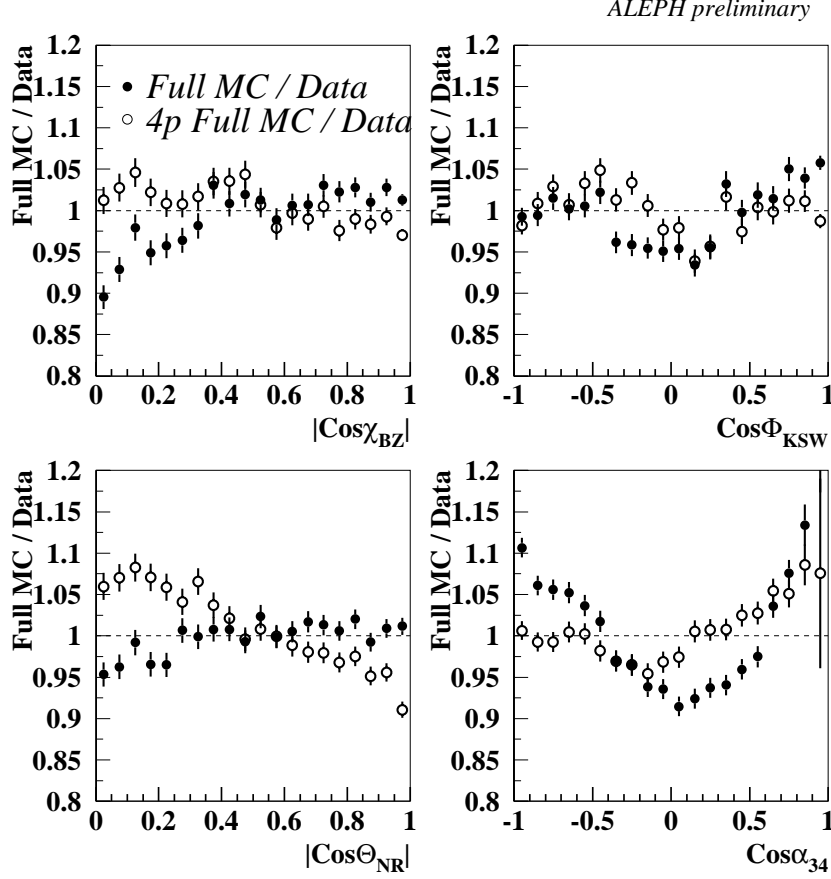 ALEPH preliminary
Full MC / Data
1.2
1.15
1.1
1.05
1
0.95
0.9
0.85
0.8
● Full MC / Data
○ 4p Full MC / Data
0 0.2 0.4 0.6 0.8 1
|Cosχ_BZ|
Full MC / Data
1.2
1.15
1.1
1.05
1
0.95
0.9
0.85
0.8
-1 -0.5 0 0.5 1
CosΦ_KSW
Full MC / Data
1.2
1.15
1.1
1.05
1
0.95
0.9
0.85
0.8
0 0.2 0.4 0.6 0.8 1
|CosΘ_NR|
Full MC / Data
1.2
1.15
1.1
1.05
1
0.95
0.9
0.85
0.8
-1 -0.5 0 0.5 1
Cosα_34